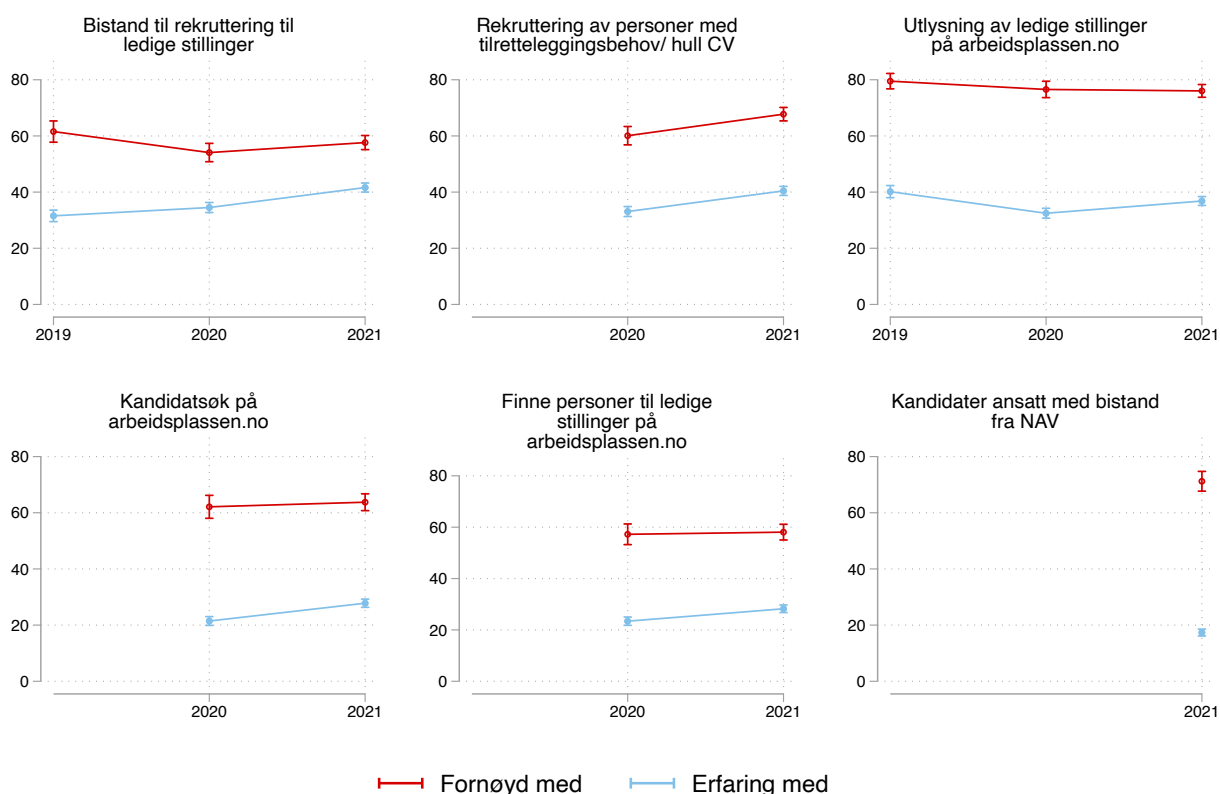 Bistand til rekruttering til
ledige stillinger
80
60
40
20
0
2019
2020
2021
Rekruttering av personer med
tilretteleggingsbehov/ hull CV
80
60
40
20
0
2020
2021
Utlysning av ledige stillinger
på arbeidsplassen.no
80
60
40
20
0
2019
2020
2021
Kandidatsøk på
arbeidsplassen.no
80
60
40
20
0
2020
2021
Finne personer til ledige
stillinger på
arbeidsplassen.no
80
60
40
20
0
2020
2021
Kandidater ansatt med bistand
fra NAV
80
60
40
20
0
2021
Fornøyd med
Erfaring med